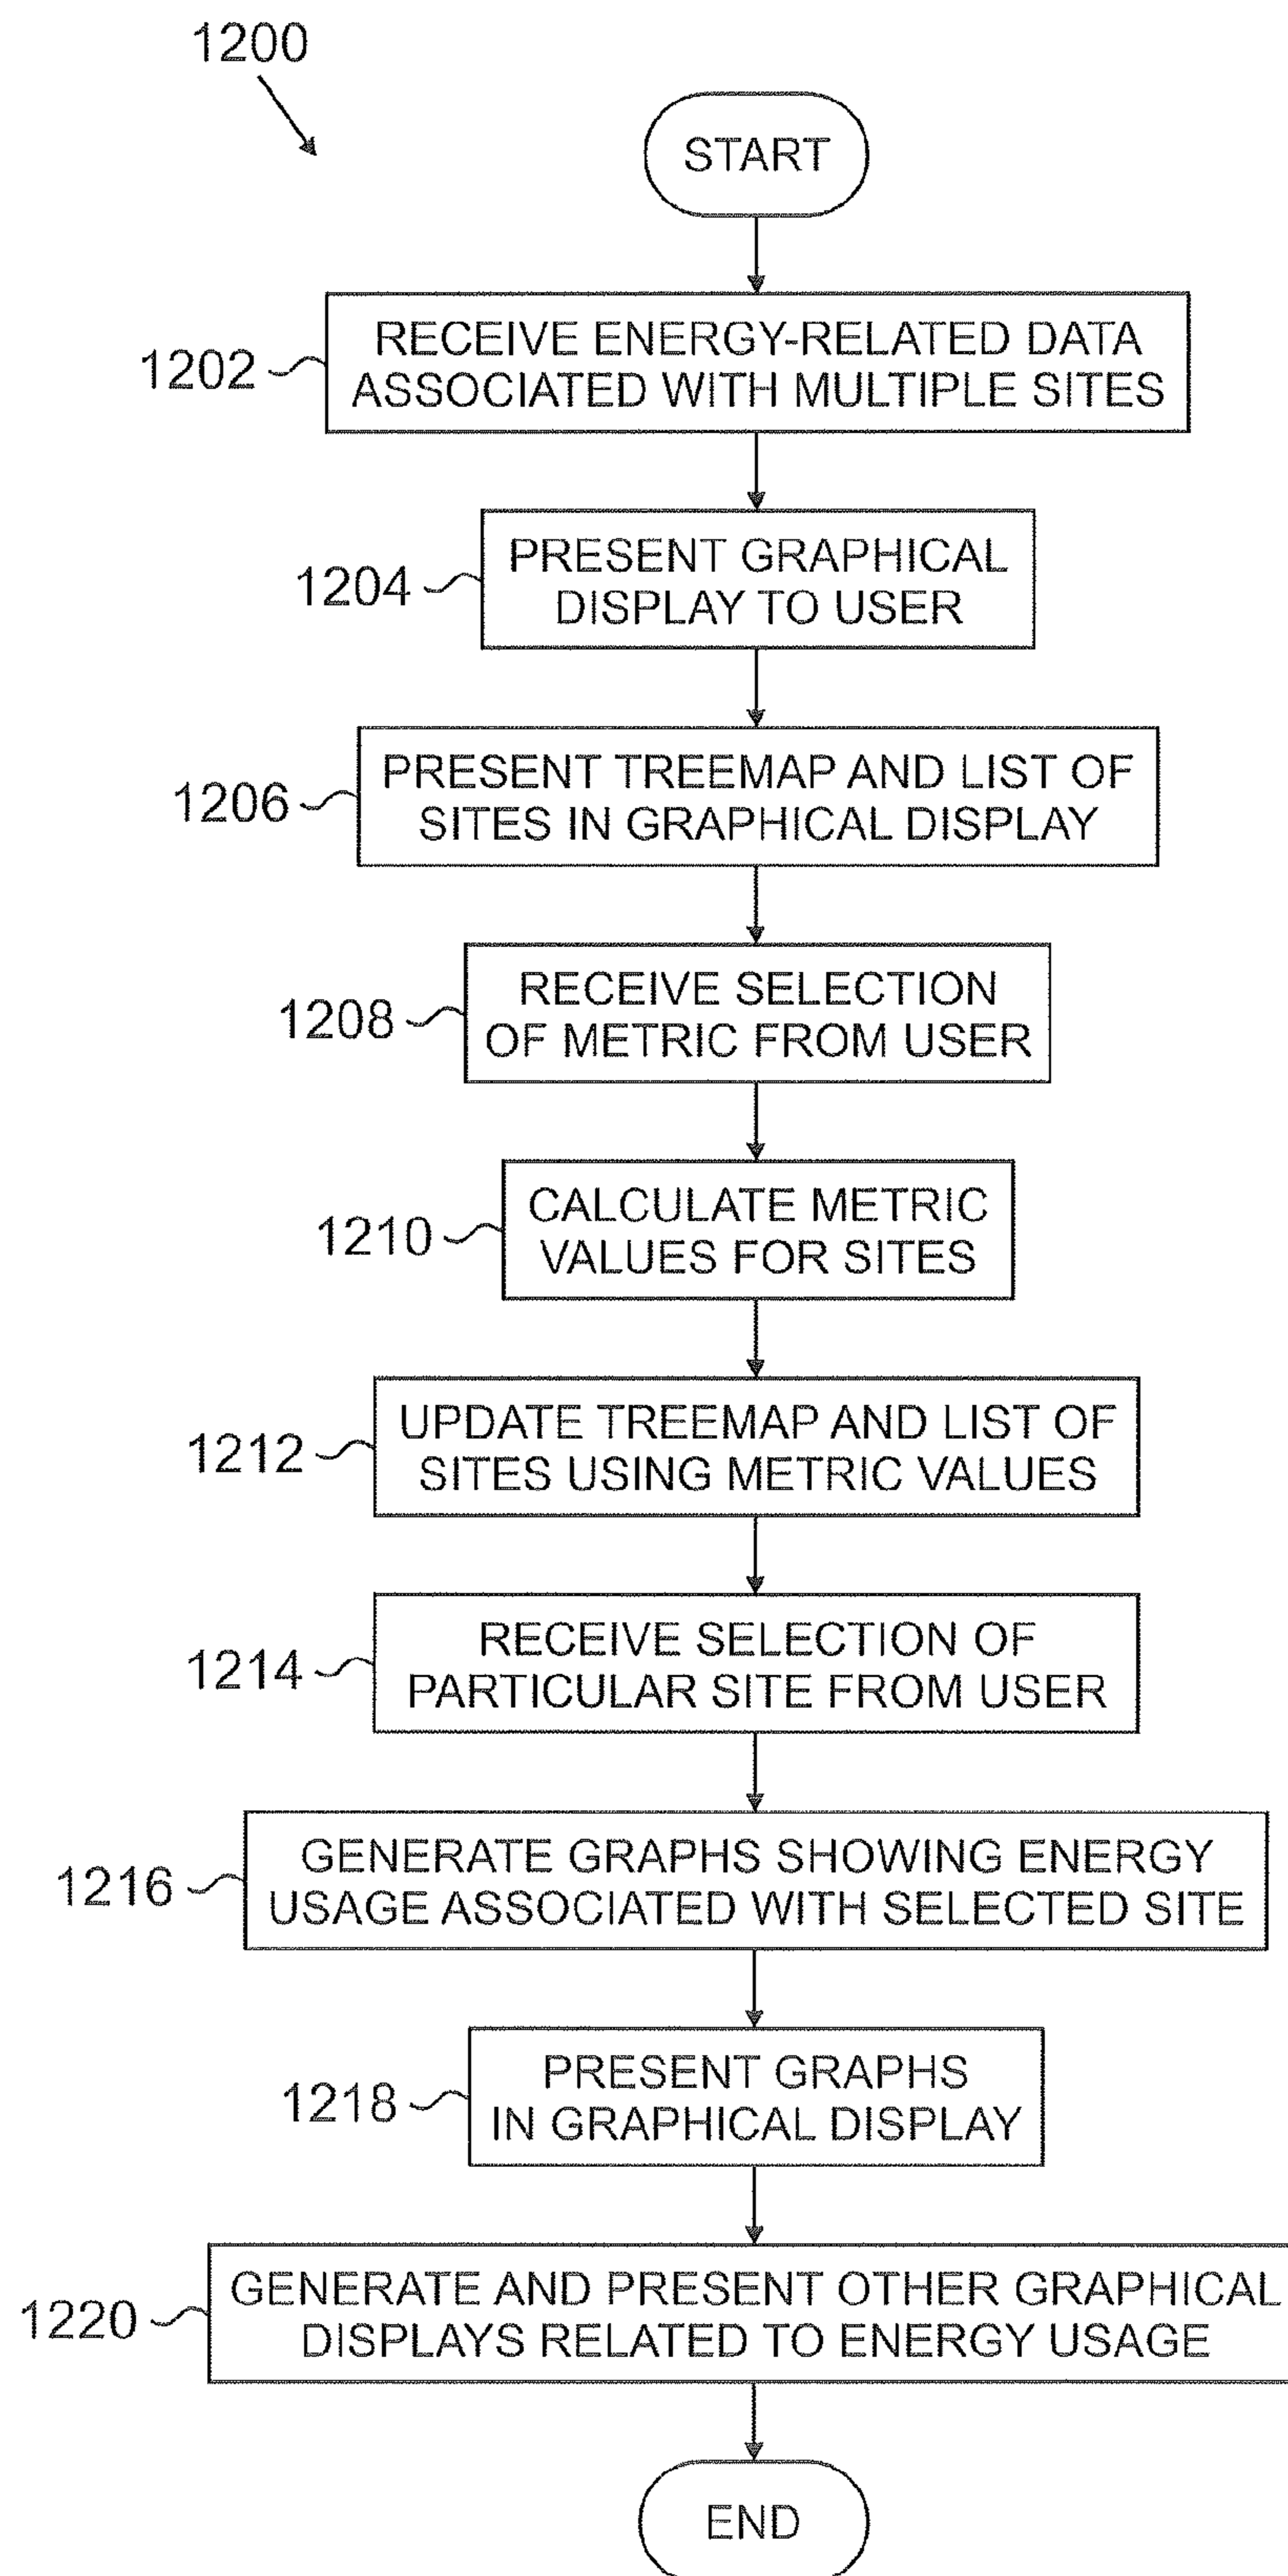 1200
START
1202
RECEIVE ENERGY-RELATED DATA
ASSOCIATED WITH MULTIPLE SITES
1204
PRESENT GRAPHICAL
DISPLAY TO USER
1206
PRESENT TREEMAP AND LIST OF
SITES IN GRAPHICAL DISPLAY
1208
RECEIVE SELECTION
OF METRIC FROM USER
1210
CALCULATE METRIC
VALUES FOR SITES
1212
UPDATE TREEMAP AND LIST OF
SITES USING METRIC VALUES
1214
RECEIVE SELECTION OF
PARTICULAR SITE FROM USER
1216
GENERATE GRAPHS SHOWING ENERGY
USAGE ASSOCIATED WITH SELECTED SITE
1218
PRESENT GRAPHS
IN GRAPHICAL DISPLAY
1220
GENERATE AND PRESENT OTHER GRAPHICAL
DISPLAYS RELATED TO ENERGY USAGE
END